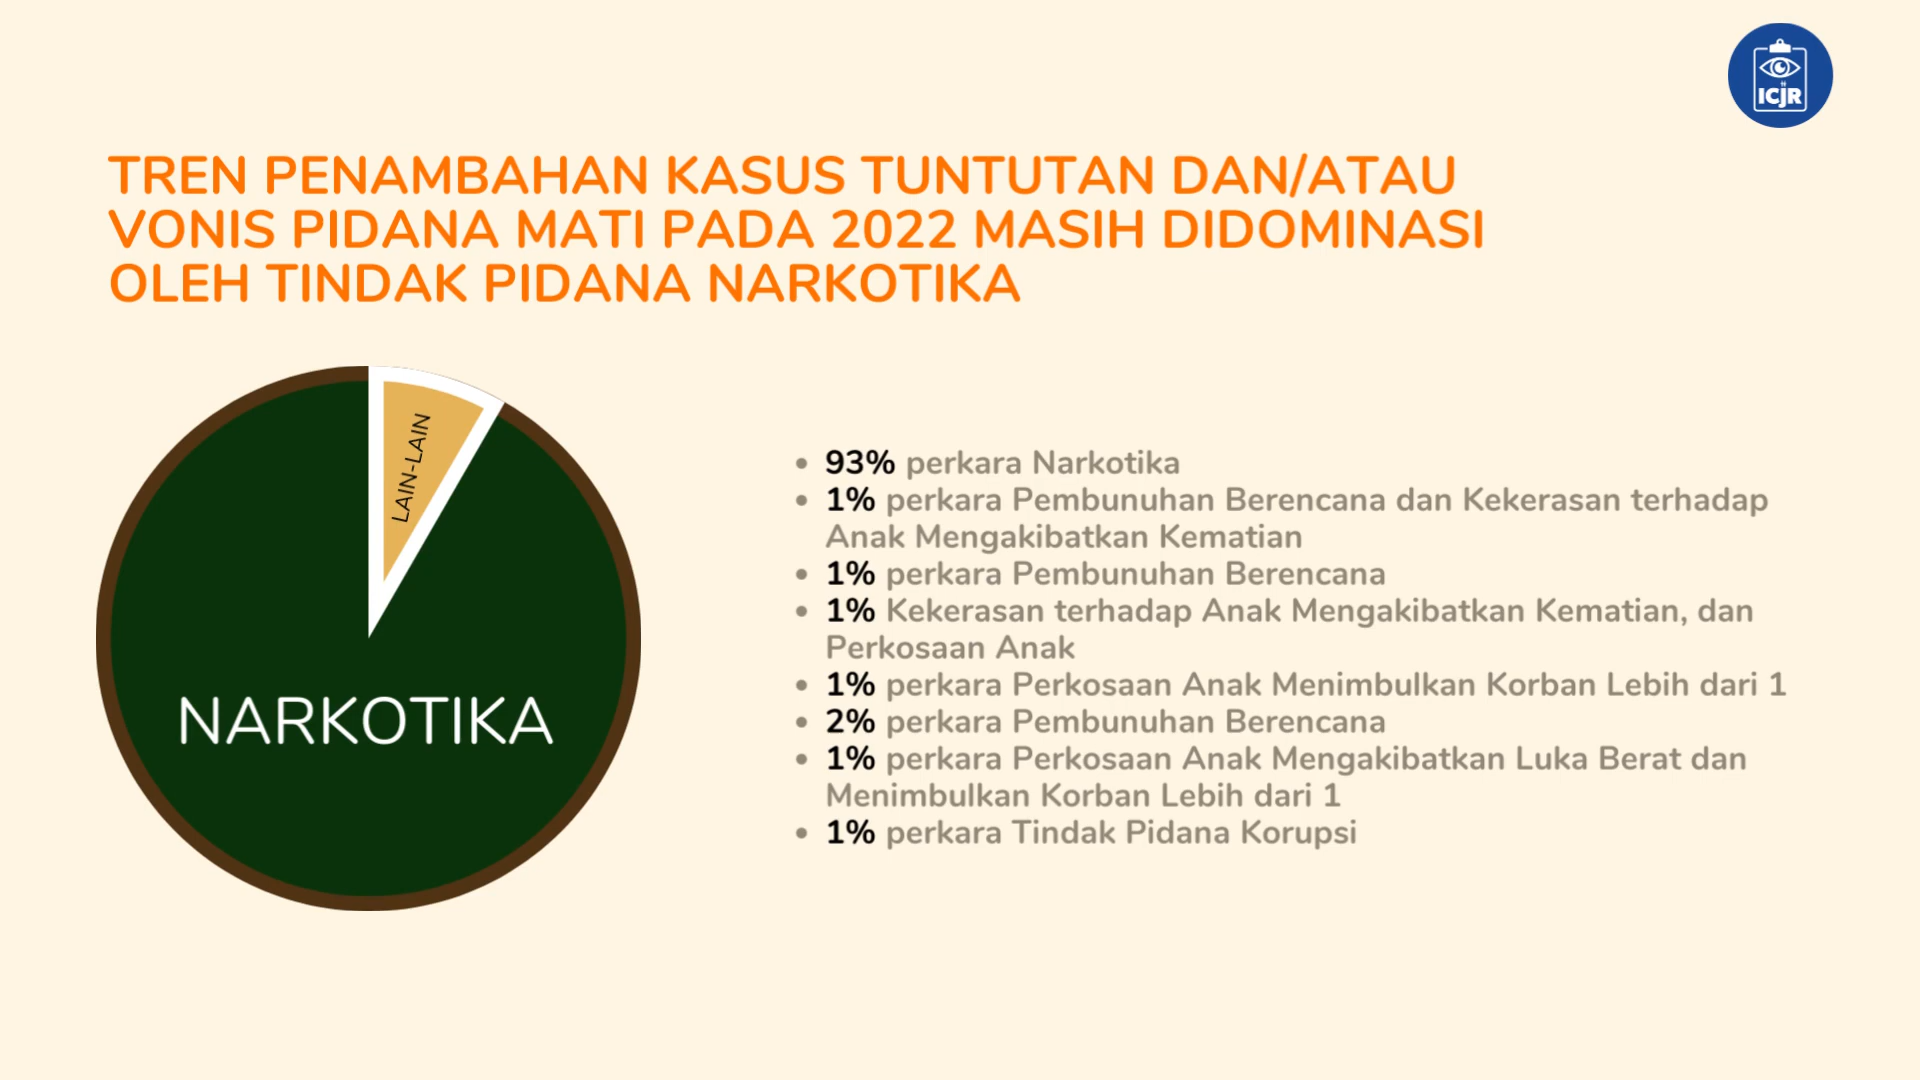 ICJR
TREN PENAMBAHAN KASUS TUNTUTAN DAN/ATAU
VONIS PIDANA MATI PADA 2022 MASIH DIDOMINASI
OLEH TINDAK PIDANA NARKOTIKA
LAIN-LAIN
NARKOTIKA
• 93% perkara Narkotika
• 1% perkara Pembunuhan Berencana dan Kekerasan terhadap
Anak Mengakibatkan Kematian
• 1% perkara Pembunuhan Berencana
• 1% Kekerasan terhadap Anak Mengakibatkan Kematian, dan
Perkosaan Anak
• 1% perkara Perkosaan Anak Menimbulkan Korban Lebih dari 1
• 2% perkara Pembunuhan Berencana
• 1% perkara Perkosaan Anak Mengakibatkan Luka Berat dan
Menimbulkan Korban Lebih dari 1
• 1% perkara Tindak Pidana Korupsi